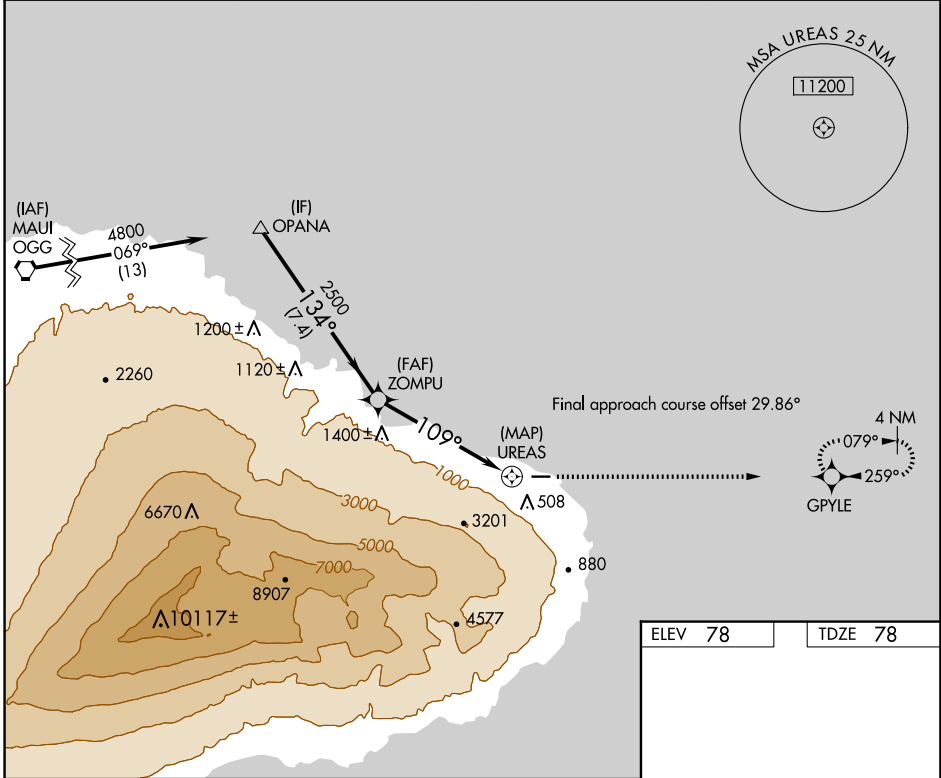 MSA UREAS 25 NM
11200
(IAF)
MAUI
OGG
4800
069°
(13)
(IF)
OPANA
2500
134°
(7.4)
1200 ±
1120 ±
2260
(FAF)
ZOMPU
1400 ±
109°
Final approach course offset 29.86°
(MAP)
UREAS
4 NM
079°
259°
GPYLE
1000
3000
508
6670
3201
5000
7000
880
8907
10117±
4577
ELEV 78
TDZE 78